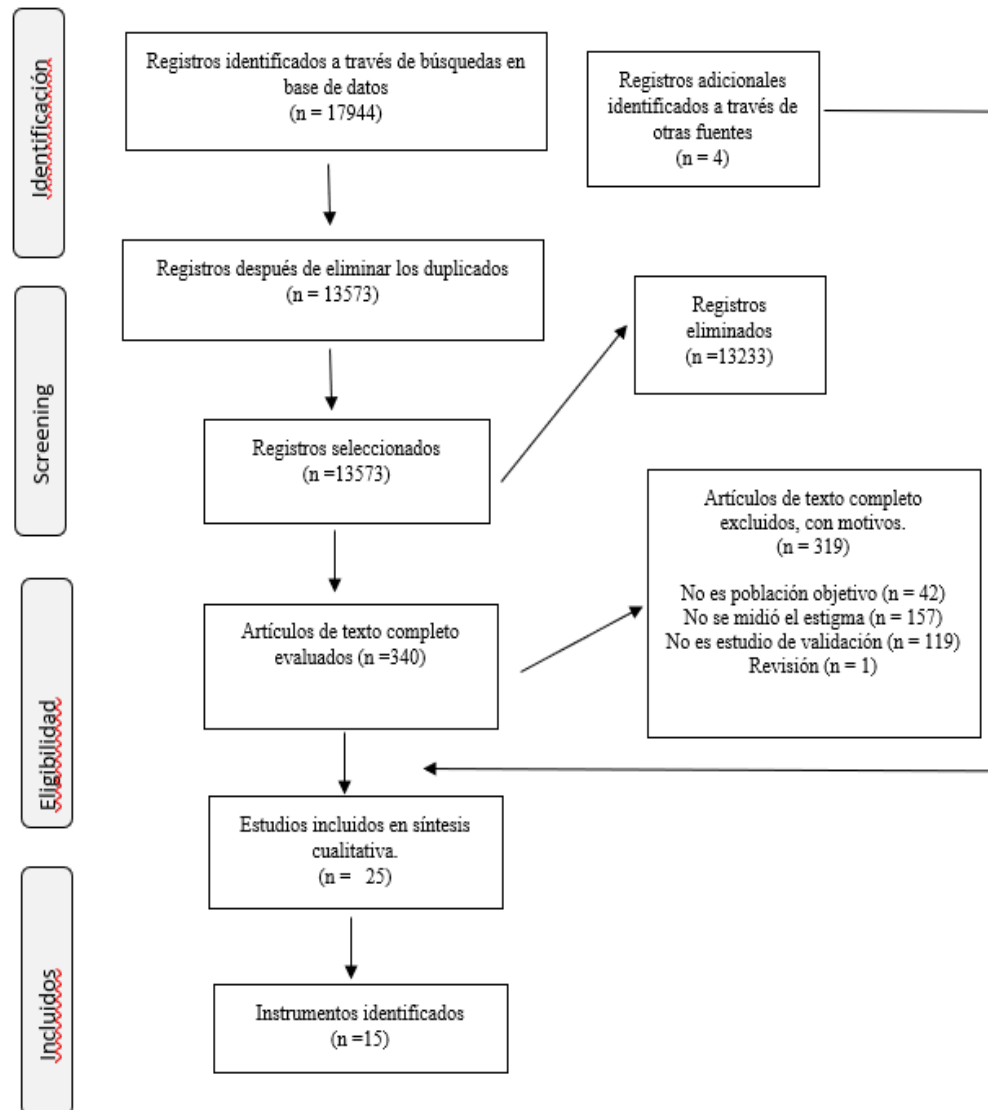 Identificación
Registros identificados a través de búsquedas en
base de datos
(n = 17944)
Registros adicionales
identificados a través de
otras fuentes
(n = 4)
Registros después de eliminar los duplicados
(n = 13573)
Screening
Registros
eliminados
(n =13233)
Registros seleccionados
(n =13573)
Artículos de texto completo
excluidos, con motivos.
(n = 319)
No es población objetivo (n = 42)
No se midió el estigma (n = 157)
No es estudio de validación (n = 119)
Revisión (n = 1)
Eligibilidad
Artículos de texto completo
evaluados (n =340)
Estudios incluidos en síntesis
cualitativa.
(n = 25)
Incluidos
Instrumentos identificados
(n =15)